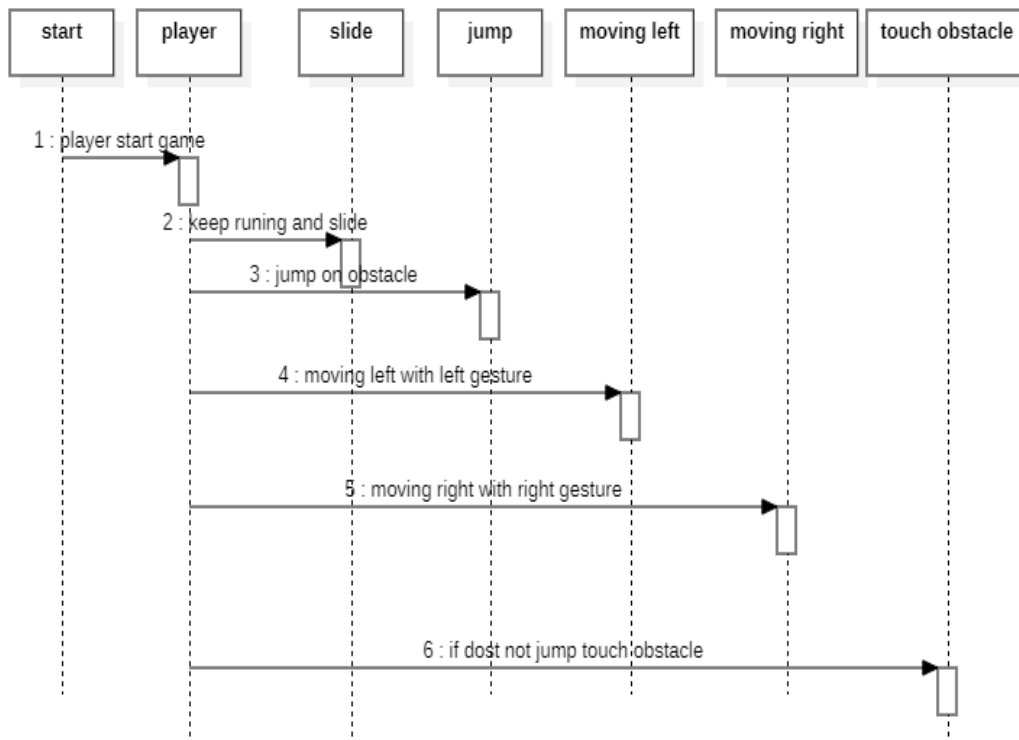 start
player
slide
jump
moving left
moving right
touch obstacle
1 : player start game
2 : keep runing and slide
3 : jump on obstacle
4 : moving left with left gesture
5 : moving right with right gesture
6 : if dost not jump touch obstacle